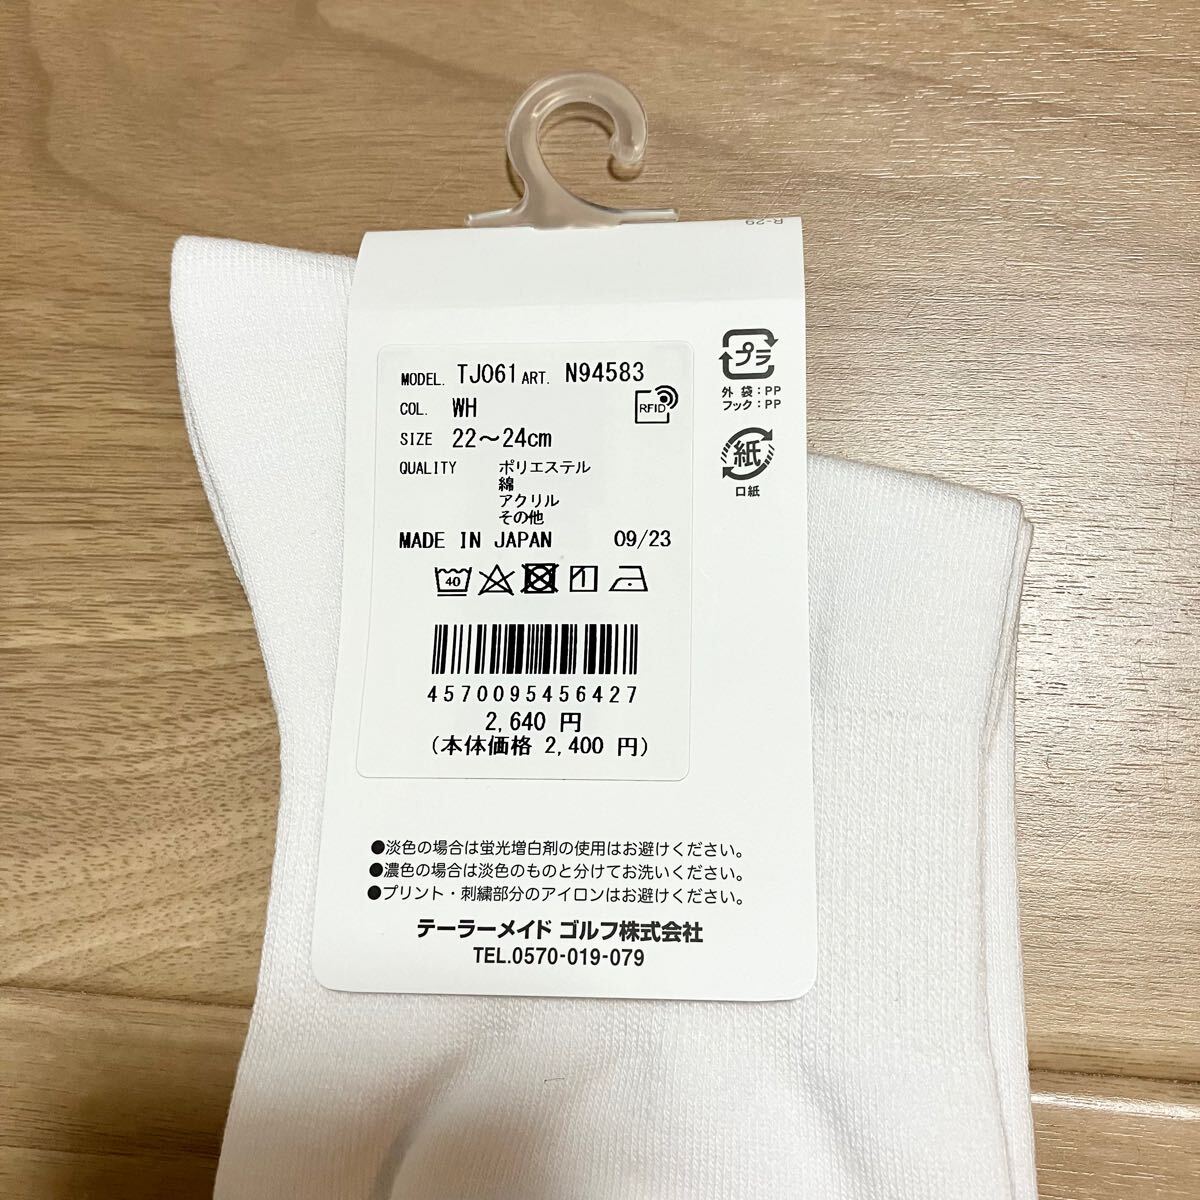 R-29
MODEL. TJ061 ART. N94583
COL. WH
RFID
SIZE 22～24cm
QUALITY ポリエステル
綿
アクリル
その他
MADE IN JAPAN 09/23
40
4570095456427
2,640 円
(本体価格 2,400 円)
プラ
外 袋：PP
フック：PP
紙
口紙
●淡色の場合は蛍光増白剤の使用はお避けください。
●濃色の場合は淡色のものと分けてお洗いください。
●プリント・刺繍部分のアイロンはお避けください。
テーラーメイド ゴルフ株式会社
TEL.0570-019-079